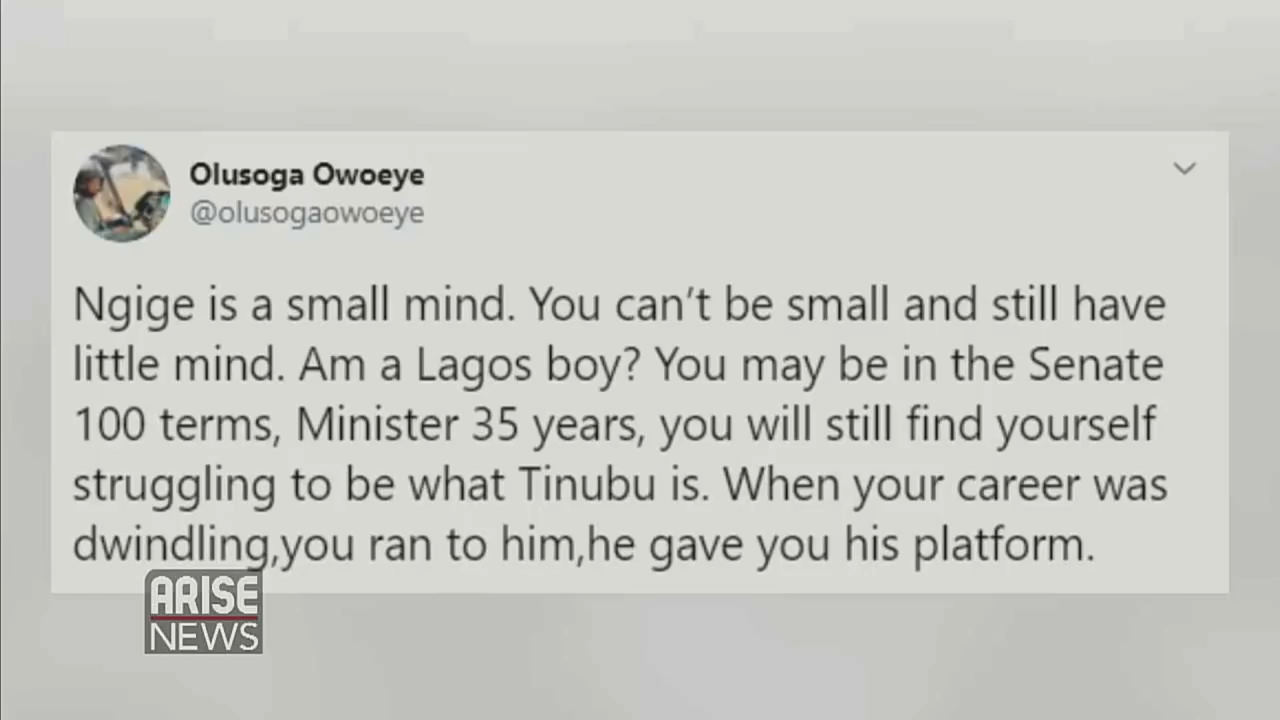 Olusoga Owoeye
@olusogaowoeye
Ngige is a small mind. You can’t be small and still have
little mind. Am a Lagos boy? You may be in the Senate
100 terms, Minister 35 years, you will still find yourself
struggling to be what Tinubu is. When your career was
dwindling,you ran to him,he gave you his platform.
ARISE
NEWS